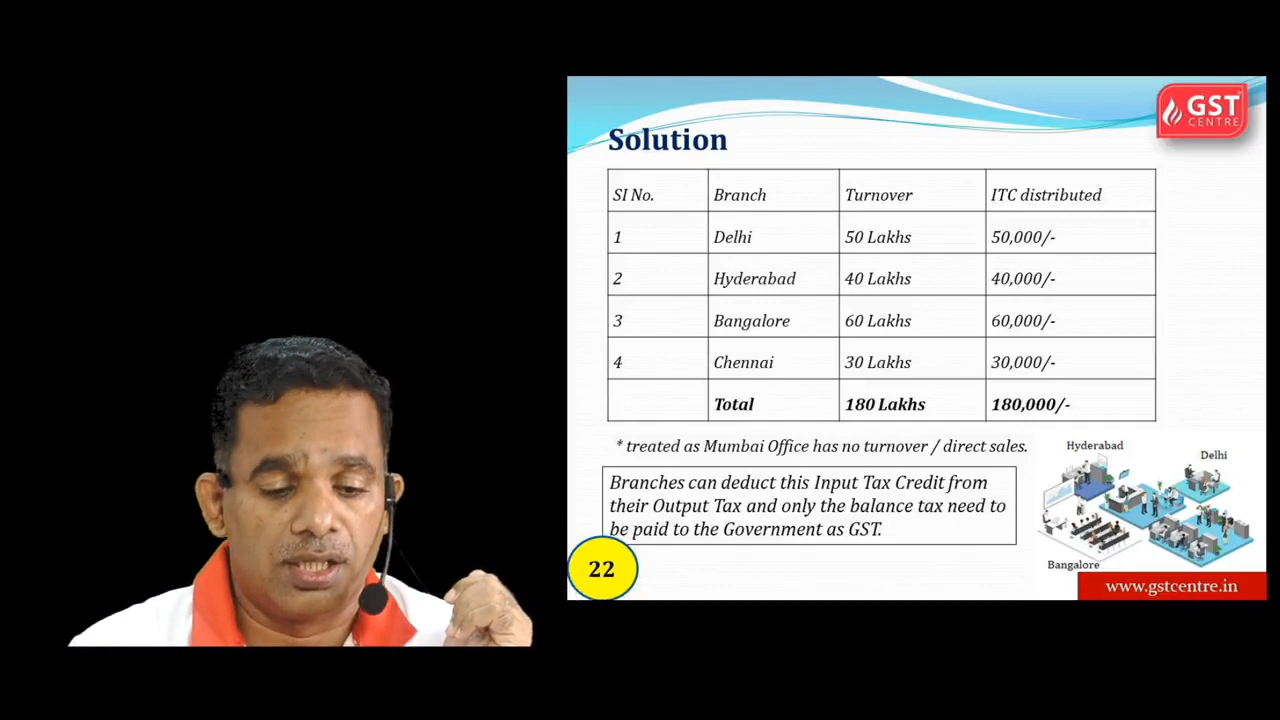 GST
CENTRE
Solution
SI No. Branch Turnover ITC distributed
1 Delhi 50 Lakhs 50,000/-
2 Hyderabad 40 Lakhs 40,000/-
3 Bangalore 60 Lakhs 60,000/-
4 Chennai 30 Lakhs 30,000/-
Total 180 Lakhs 180,000/-
* treated as Mumbai Office has no turnover / direct sales.
Branches can deduct this Input Tax Credit from
their Output Tax and only the balance tax need to
be paid to the Government as GST.
Hyderabad
Delhi
Bangalore
22
www.gstcentre.in